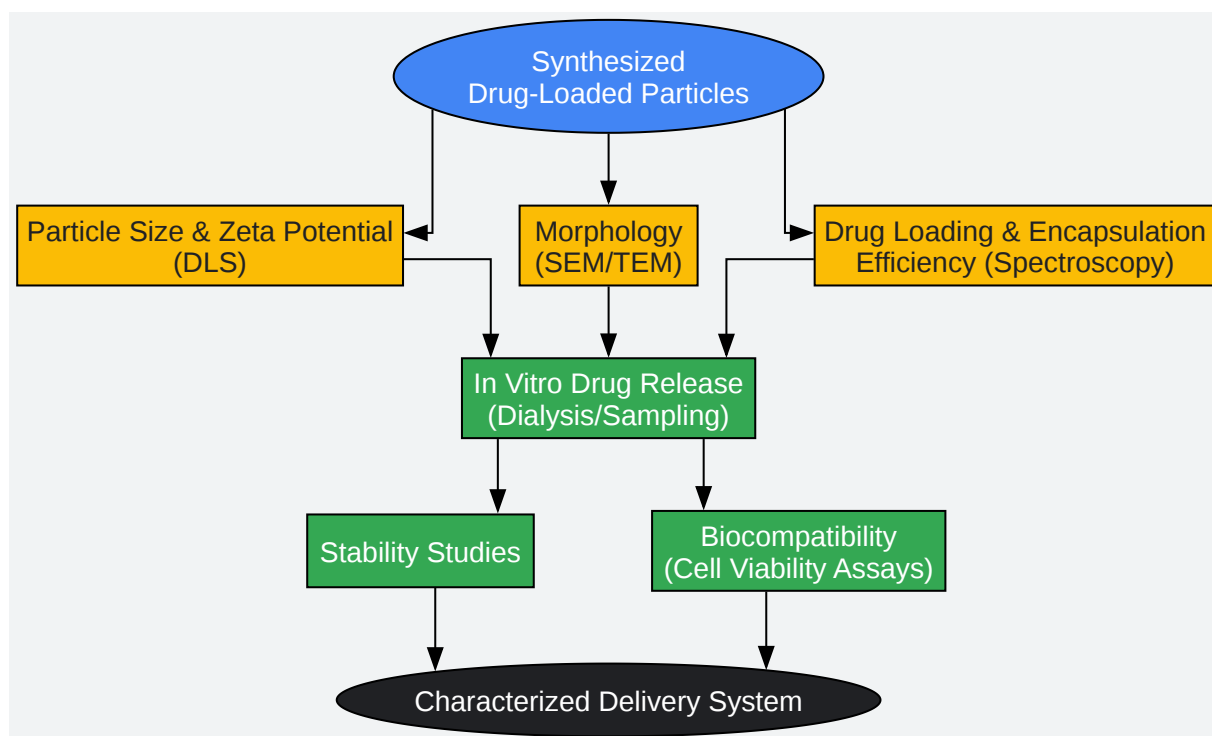 Synthesized
Drug-Loaded Particles
Particle Size & Zeta Potential
(DLS)
Morphology
(SEM/TEM)
Drug Loading & Encapsulation
Efficiency (Spectroscopy)
In Vitro Drug Release
(Dialysis/Sampling)
Stability Studies
Biocompatibility
(Cell Viability Assays)
Characterized Delivery System